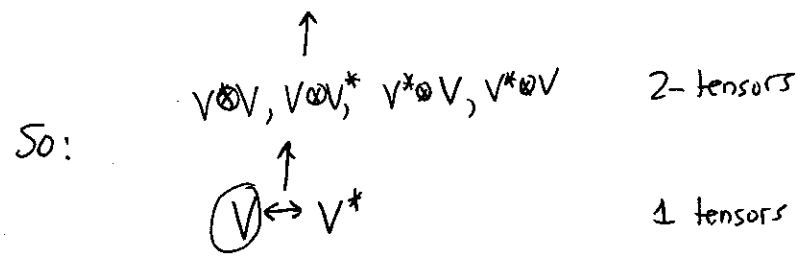 V⊗V, V⊗V*, V*⊗V, V*⊗V 2-tensors
So:
V ↔ V* 1 tensors